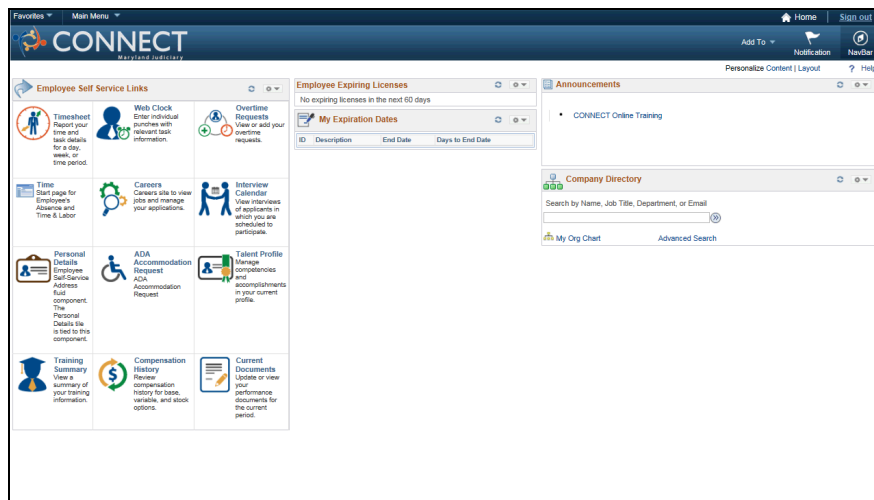 Favorites Main Menu Home Sign out
CONNECT
Maryland Judiciary
Add To Notification NavBar
Personalize Content | Layout ? Help
Employee Self Service Links
Timesheet
Report your
time and
task details
for a day,
week, or
time period.
Web Clock
Enter individual
punches with
relevant task
information.
Overtime
Requests
View or add your
overtime
requests.
Time
Start page for
Employee's
Absence and
Time & Labor
Careers
Careers site to view
jobs and manage
your applications.
Interview
Calendar
View interviews
of applicants in
which you are
scheduled to
participate.
Personal
Details
Employee
Self-Service
Address
fluid
component.
The
Personal
Details tile
is tied to this
component.
ADA
Accommodation
Request
ADA
Accommodation
Request
Talent Profile
Manage
competencies
and
accomplishments
in your current
profile.
Training
Summary
View a
summary of
your training
information.
Compensation
History
Review
compensation
history for base,
variable, and stock
options.
Current
Documents
Update or view
your
performance
documents for
the current
period.
Employee Expiring Licenses
No expiring licenses in the next 60 days
My Expiration Dates
ID Description End Date Days to End Date
Announcements
CONNECT Online Training
Company Directory
Search by Name, Job Title, Department, or Email
My Org Chart Advanced Search